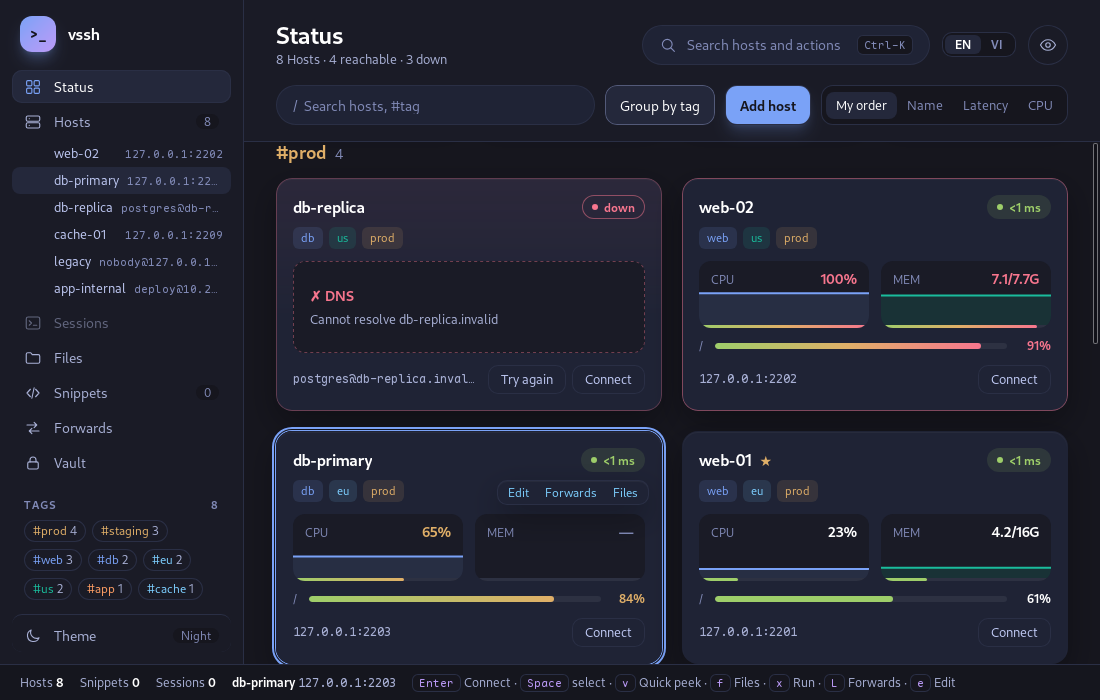 >_ vssh
Status
Hosts 8
web-02 127.0.0.1:2202
db-primary 127.0.0.1:22…
db-replica postgres@db-r…
cache-01 127.0.0.1:2209
legacy nobody@127.0.0.1…
app-internal deploy@10.2…
Sessions
Files
Snippets 0
Forwards
Vault
TAGS 8
#prod 4 #staging 3
#web 3 #db 2 #eu 2
#us 2 #app 1 #cache 1
Theme Night
Status
8 Hosts · 4 reachable · 3 down
Search hosts and actions Ctrl-K
EN VI
/ Search hosts, #tag
Group by tag
Add host
My order Name Latency CPU
#prod 4
db-replica down
db us prod
✗ DNS
Cannot resolve db-replica.invalid
postgres@db-replica.inval… Try again Connect
web-02 <1 ms
web us prod
CPU 100% MEM 7.1/7.7G
/ 91%
127.0.0.1:2202 Connect
db-primary <1 ms
db eu prod Edit Forwards Files
CPU 65% MEM —
/ 84%
127.0.0.1:2203 Connect
web-01 ★ <1 ms
web eu prod
CPU 23% MEM 4.2/16G
/ 61%
127.0.0.1:2201 Connect
Hosts 8 Snippets 0 Sessions 0 db-primary 127.0.0.1:2203 Enter Connect · Space select · v Quick peek · f Files · x Run · L Forwards · e Edit